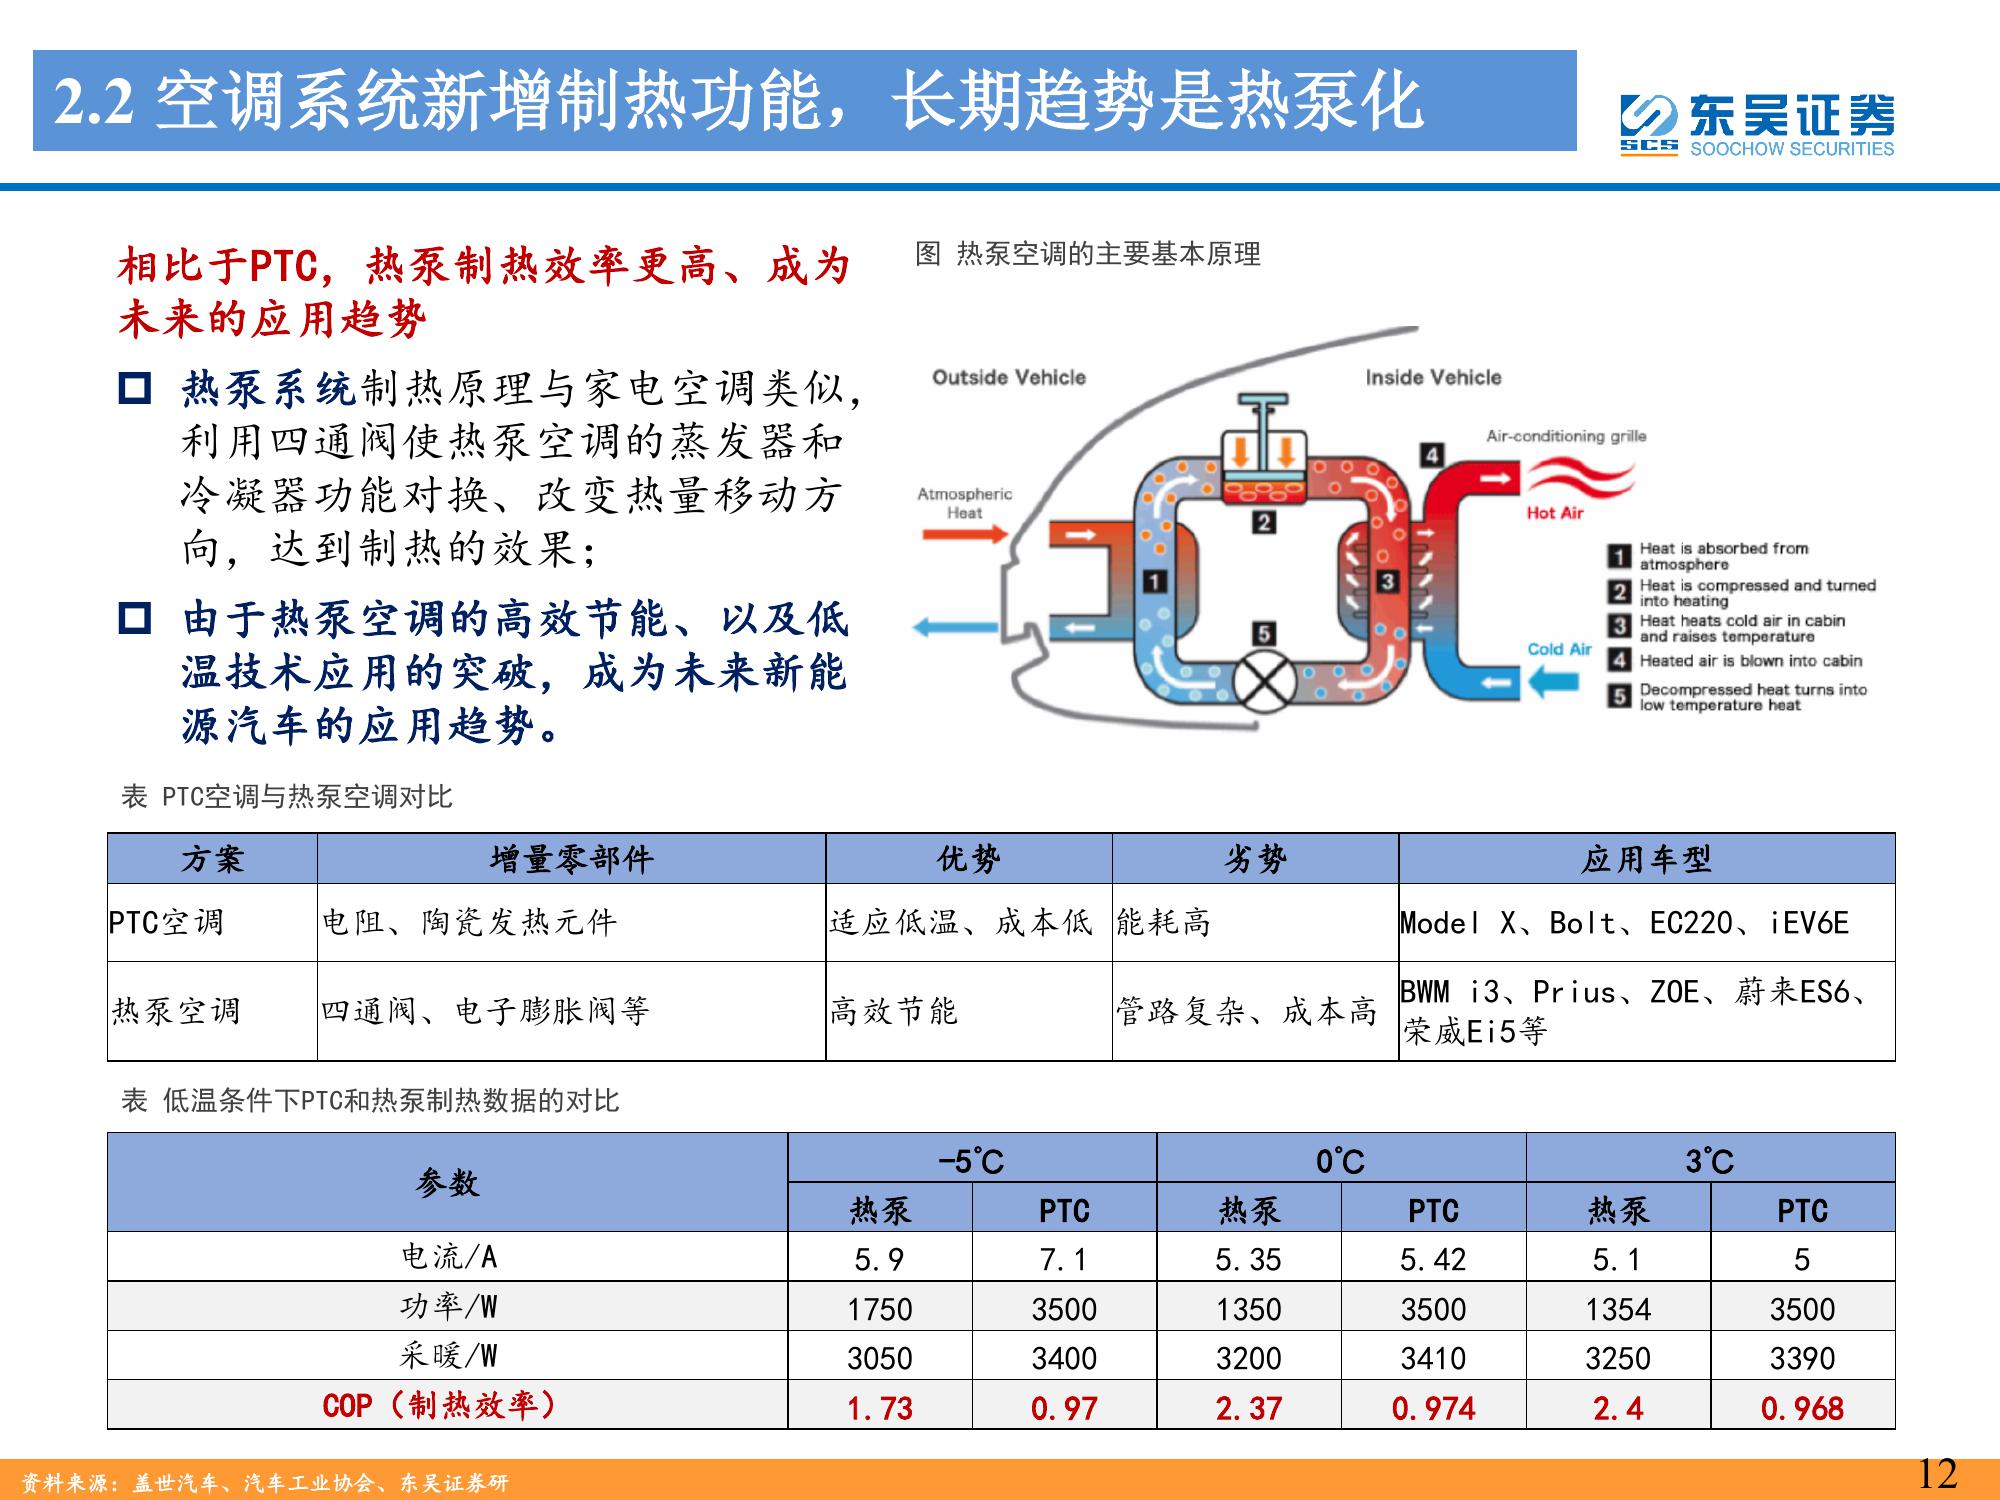 2.2 空调系统新增制热功能，长期趋势是热泵化
东吴证券
SCS
SOOCHOW SECURITIES
相比于PTC，热泵制热效率更高、成为
未来的应用趋势
热泵系统制热原理与家电空调类似，
利用四通阀使热泵空调的蒸发器和
冷凝器功能对换、改变热量移动方
向，达到制热的效果；
由于热泵空调的高效节能、以及低
温技术应用的突破，成为未来新能
源汽车的应用趋势。
图 热泵空调的主要基本原理
Outside Vehicle
Inside Vehicle
Air-conditioning grille
4
Atmospheric
Heat
Hot Air
2
1
3
5
Cold Air
1 Heat is absorbed from
atmosphere
2 Heat is compressed and turned
into heating
3 Heat heats cold air in cabin
and raises temperature
4 Heated air is blown into cabin
5 Decompressed heat turns into
low temperature heat
表 PTC空调与热泵空调对比
方案 增量零部件 优势 劣势 应用车型
PTC空调 电阻、陶瓷发热元件 适应低温、成本低 能耗高 Model X、Bolt、EC220、iEV6E
热泵空调 四通阀、电子膨胀阀等 高效节能 管路复杂、成本高 BWM i3、Prius、ZOE、蔚来ES6、
荣威Ei5等
表 低温条件下PTC和热泵制热数据的对比
参数 -5℃ 0℃ 3℃
热泵 PTC 热泵 PTC 热泵 PTC
电流/A 5.9 7.1 5.35 5.42 5.1 5
功率/W 1750 3500 1350 3500 1354 3500
采暖/W 3050 3400 3200 3410 3250 3390
COP（制热效率） 1.73 0.97 2.37 0.974 2.4 0.968
资料来源：盖世汽车、汽车工业协会、东吴证券研
12